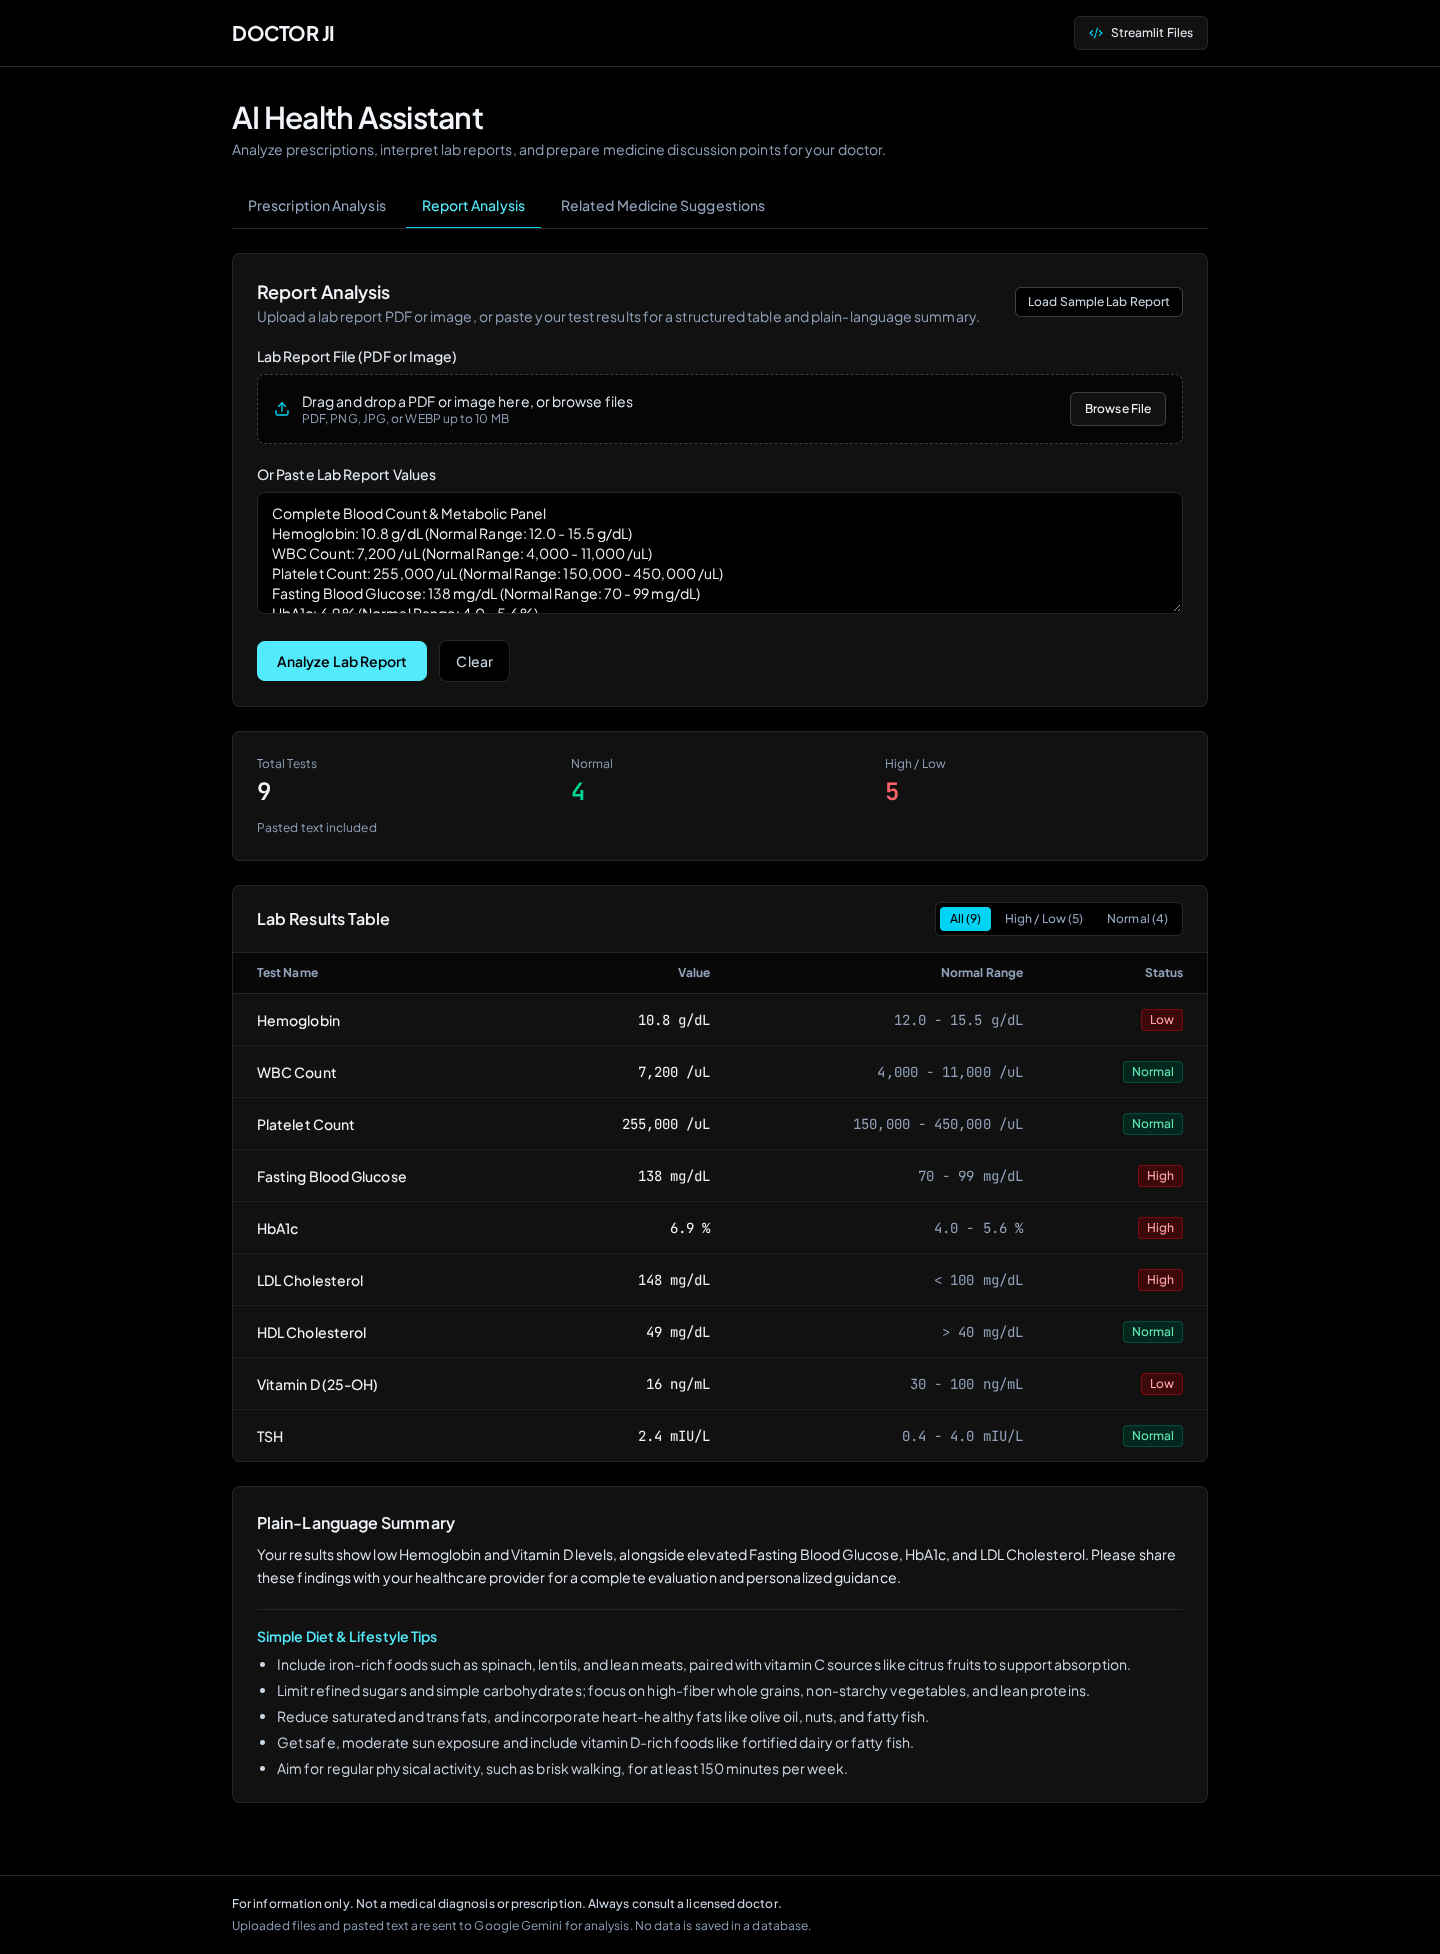 DOCTOR JI
Streamlit Files
AI Health Assistant
Analyze prescriptions, interpret lab reports, and prepare medicine discussion points for your doctor.
Prescription Analysis
Report Analysis
Related Medicine Suggestions
Report Analysis
Upload a lab report PDF or image, or paste your test results for a structured table and plain-language summary.
Load Sample Lab Report
Lab Report File (PDF or Image)
Drag and drop a PDF or image here, or browse files
PDF, PNG, JPG, or WEBP up to 10 MB
Browse File
Or Paste Lab Report Values
Complete Blood Count & Metabolic Panel
Hemoglobin: 10.8 g/dL (Normal Range: 12.0 - 15.5 g/dL)
WBC Count: 7,200 /uL (Normal Range: 4,000 - 11,000 /uL)
Platelet Count: 255,000 /uL (Normal Range: 150,000 - 450,000 /uL)
Fasting Blood Glucose: 138 mg/dL (Normal Range: 70 - 99 mg/dL)
HbA1c: 6.9 % (Normal Range: 4.0 - 5.6 %)
Analyze Lab Report
Clear
Total Tests
9
Normal
4
High / Low
5
Pasted text included
Lab Results Table
All (9)
High / Low (5)
Normal (4)
Test Name Value Normal Range Status
Hemoglobin 10.8 g/dL 12.0 - 15.5 g/dL Low
WBC Count 7,200 /uL 4,000 - 11,000 /uL Normal
Platelet Count 255,000 /uL 150,000 - 450,000 /uL Normal
Fasting Blood Glucose 138 mg/dL 70 - 99 mg/dL High
HbA1c 6.9 % 4.0 - 5.6 % High
LDL Cholesterol 148 mg/dL < 100 mg/dL High
HDL Cholesterol 49 mg/dL > 40 mg/dL Normal
Vitamin D (25-OH) 16 ng/mL 30 - 100 ng/mL Low
TSH 2.4 mIU/L 0.4 - 4.0 mIU/L Normal
Plain-Language Summary
Your results show low Hemoglobin and Vitamin D levels, alongside elevated Fasting Blood Glucose, HbA1c, and LDL Cholesterol. Please share
these findings with your healthcare provider for a complete evaluation and personalized guidance.
Simple Diet & Lifestyle Tips
• Include iron-rich foods such as spinach, lentils, and lean meats, paired with vitamin C sources like citrus fruits to support absorption.
• Limit refined sugars and simple carbohydrates; focus on high-fiber whole grains, non-starchy vegetables, and lean proteins.
• Reduce saturated and trans fats, and incorporate heart-healthy fats like olive oil, nuts, and fatty fish.
• Get safe, moderate sun exposure and include vitamin D-rich foods like fortified dairy or fatty fish.
• Aim for regular physical activity, such as brisk walking, for at least 150 minutes per week.
For information only. Not a medical diagnosis or prescription. Always consult a licensed doctor.
Uploaded files and pasted text are sent to Google Gemini for analysis. No data is saved in a database.